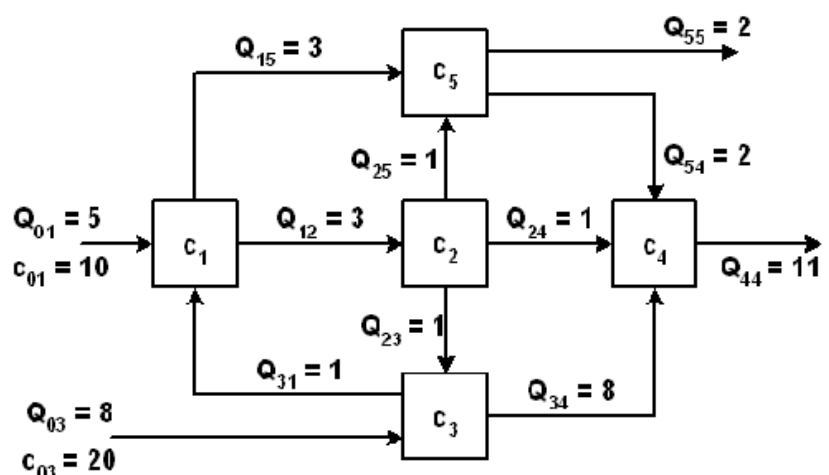 Q₅₅ = 2
Q₁₅ = 3
c₅
Q₂₅ = 1
Q₅₄ = 2
Q₀₁ = 5
c₀₁ = 10
c₁
Q₁₂ = 3
c₂
Q₂₄ = 1
c₄
Q₄₄ = 11
Q₂₃ = 1
Q₃₁ = 1
Q₀₃ = 8
c₀₃ = 20
c₃
Q₃₄ = 8